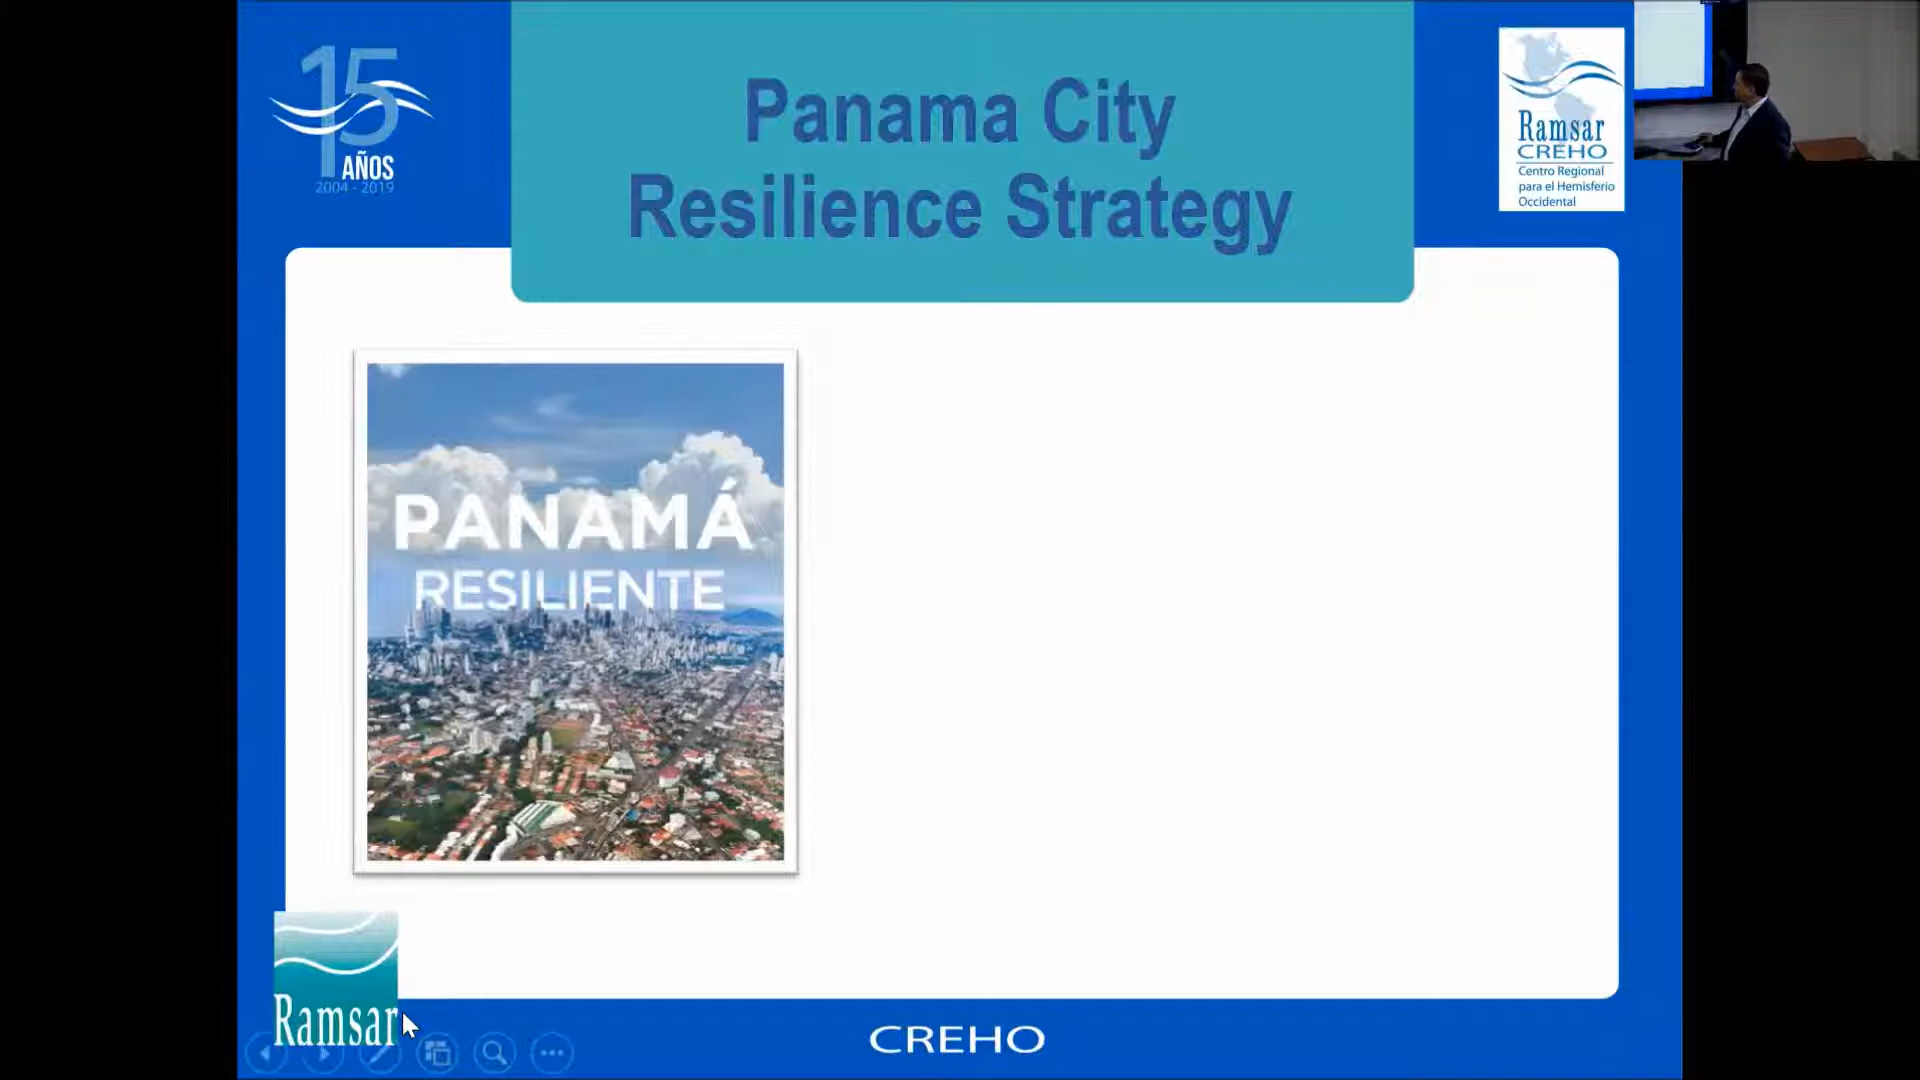 15
AÑOS
2004 - 2019
Panama City
Resilience Strategy
Ramsar
CREHO
Centro Regional
para el Hemisferio
Occidental
PANAMÁ
RESILIENTE
Ramsar
CREHO